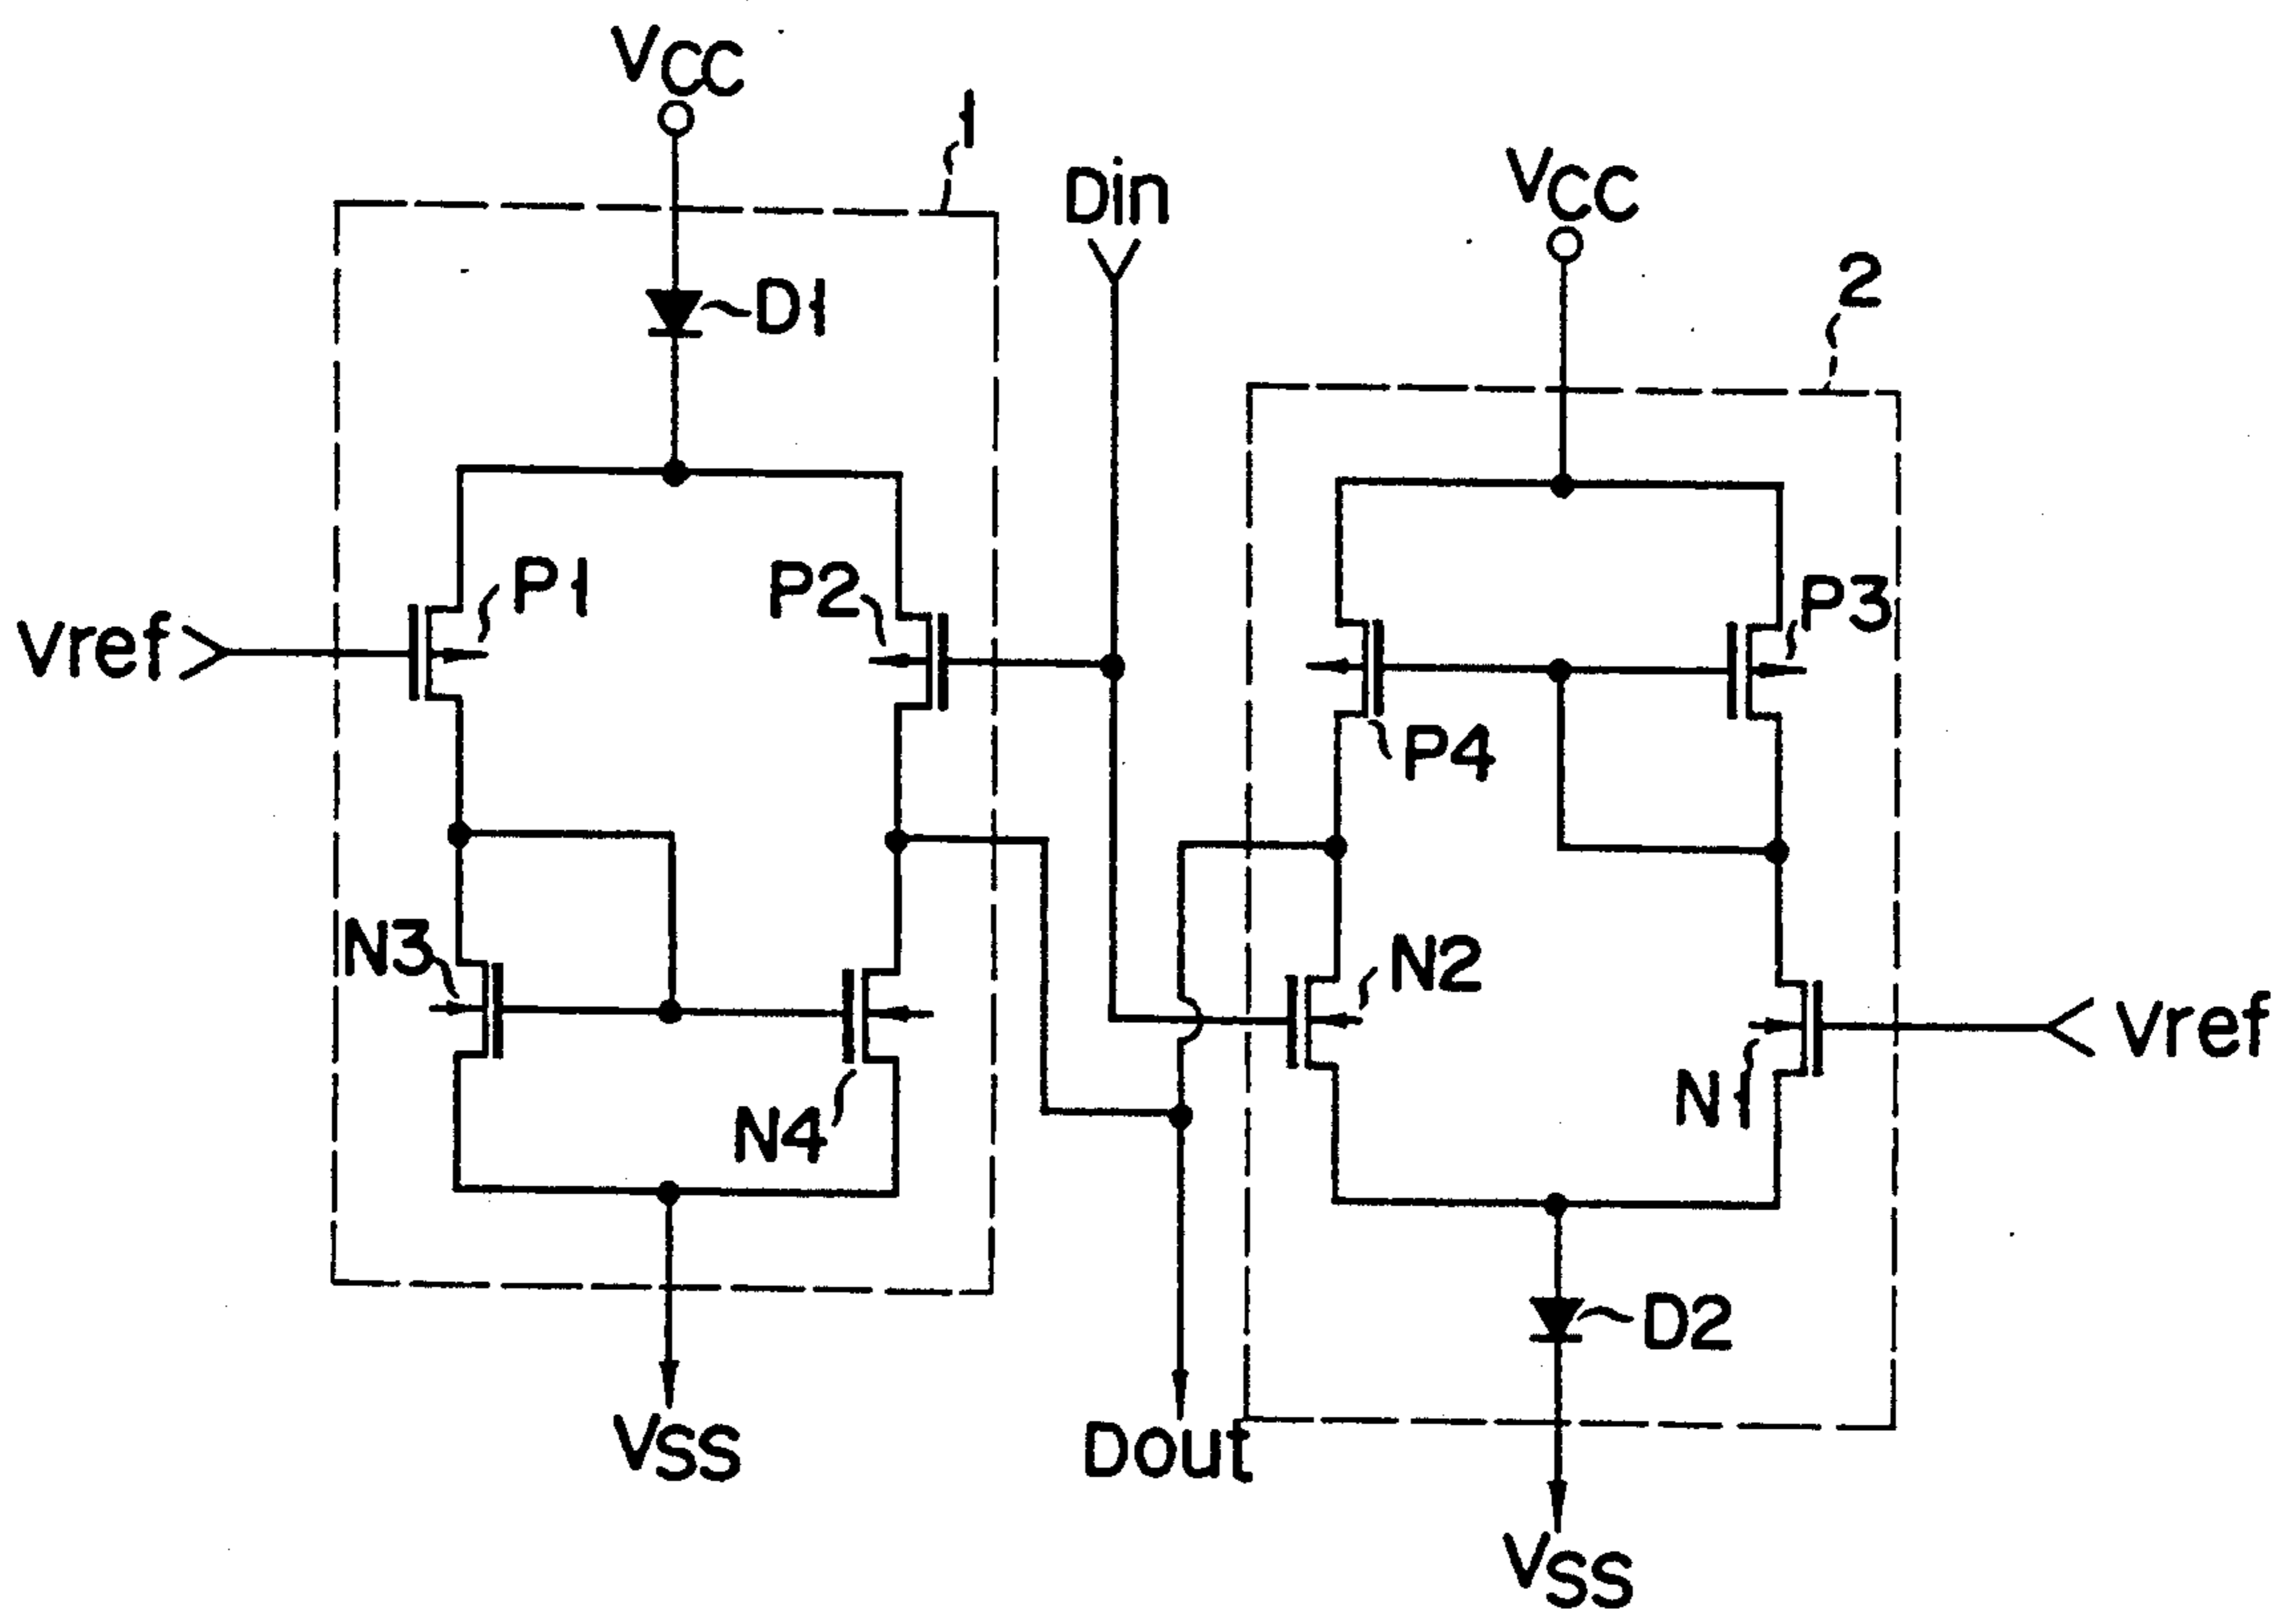 VCC
1
Din
VCC
2
D1
P1
P2
P3
Vref
P4
N3
N2
Vref
N1
N4
D2
VSS
Dout
VSS